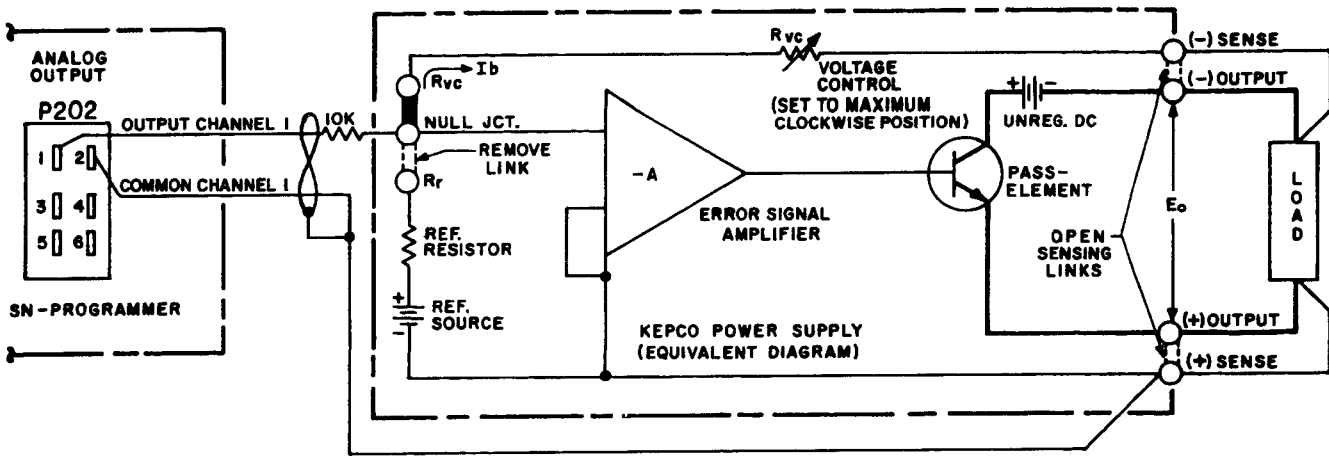 ANALOG
OUTPUT
P202
1
2
3
4
5
6
SN-PROGRAMMER
OUTPUT CHANNEL 1
COMMON CHANNEL 1
10K
Rvc
Ib
NULL JCT.
REMOVE
LINK
Rr
REF.
RESISTOR
+
REF.
SOURCE
-
-A
ERROR SIGNAL
AMPLIFIER
KEPCO POWER SUPPLY
(EQUIVALENT DIAGRAM)
Rvc
VOLTAGE
CONTROL
(SET TO MAXIMUM
CLOCKWISE POSITION)
+
-
UNREG. DC
PASS-
ELEMENT
OPEN
SENSING
LINKS
Eo
(-) SENSE
(-) OUTPUT
LOAD
(+) OUTPUT
(+) SENSE